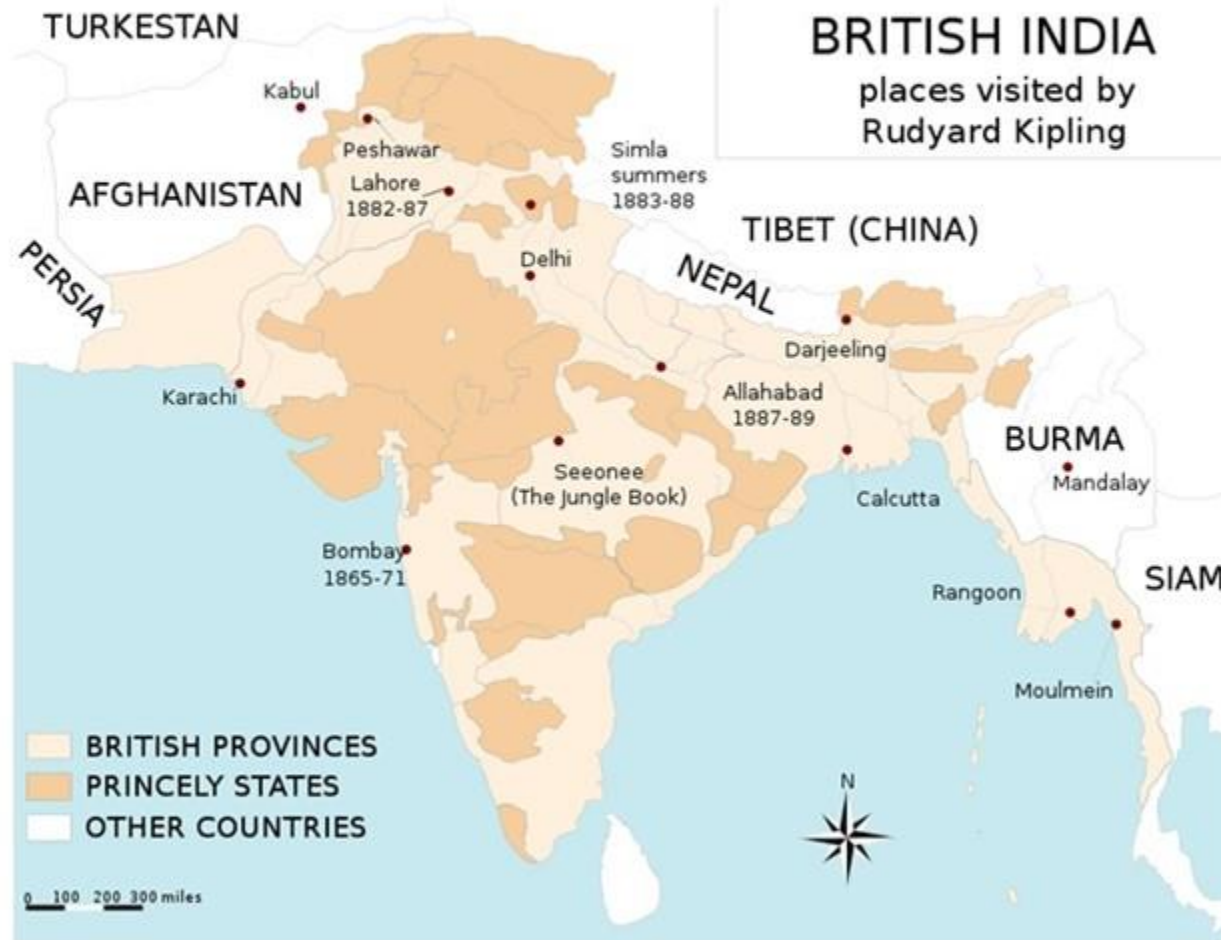 TURKESTAN
BRITISH INDIA
places visited by
Rudyard Kipling
Kabul
Peshawar
Simla
summers
1883-88
Lahore
1882-87
AFGHANISTAN
TIBET (CHINA)
PERSIA
Delhi
NEPAL
Darjeeling
Karachi
Allahabad
1887-89
BURMA
Mandalay
Seeonee
(The Jungle Book)
Calcutta
Bombay
1865-71
SIAM
Rangoon
Moulmein
BRITISH PROVINCES
PRINCELY STATES
OTHER COUNTRIES
N
0 100 200 300 miles